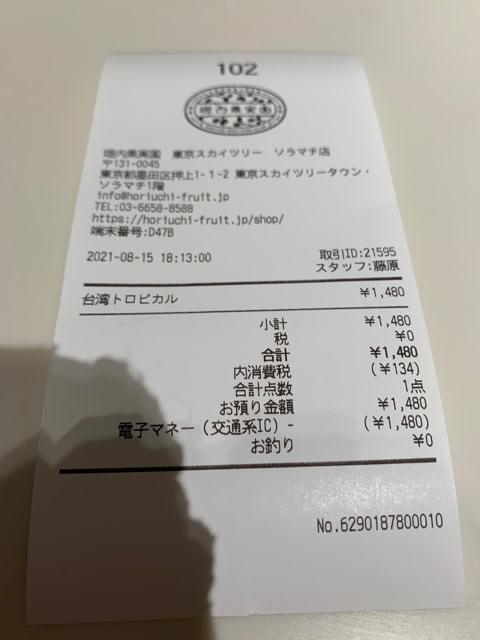 102
堀内果実園
堀内果実園 東京スカイツリー ソラマチ店
〒131-0045
東京都墨田区押上1-1-2 東京スカイツリータウン・
ソラマチ1階
info@horiuchi-fruit.jp
TEL:03-6658-8588
https://horiuchi-fruit.jp/shop/
端末番号:D47B
2021-08-15 18:13:00 取引ID:21595
スタッフ:藤原
台湾トロピカル ¥1,480
小計 ¥1,480
税 ¥0
合計 ¥1,480
内消費税 (¥134)
合計点数 1点
お預り金額 ¥1,480
電子マネー(交通系IC)- (¥1,480)
お釣り ¥0
No.6290187800010